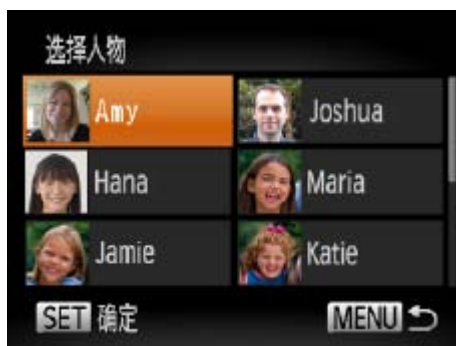 选择人物
Amy Joshua
Hana Maria
Jamie Katie
SET 确定 MENU